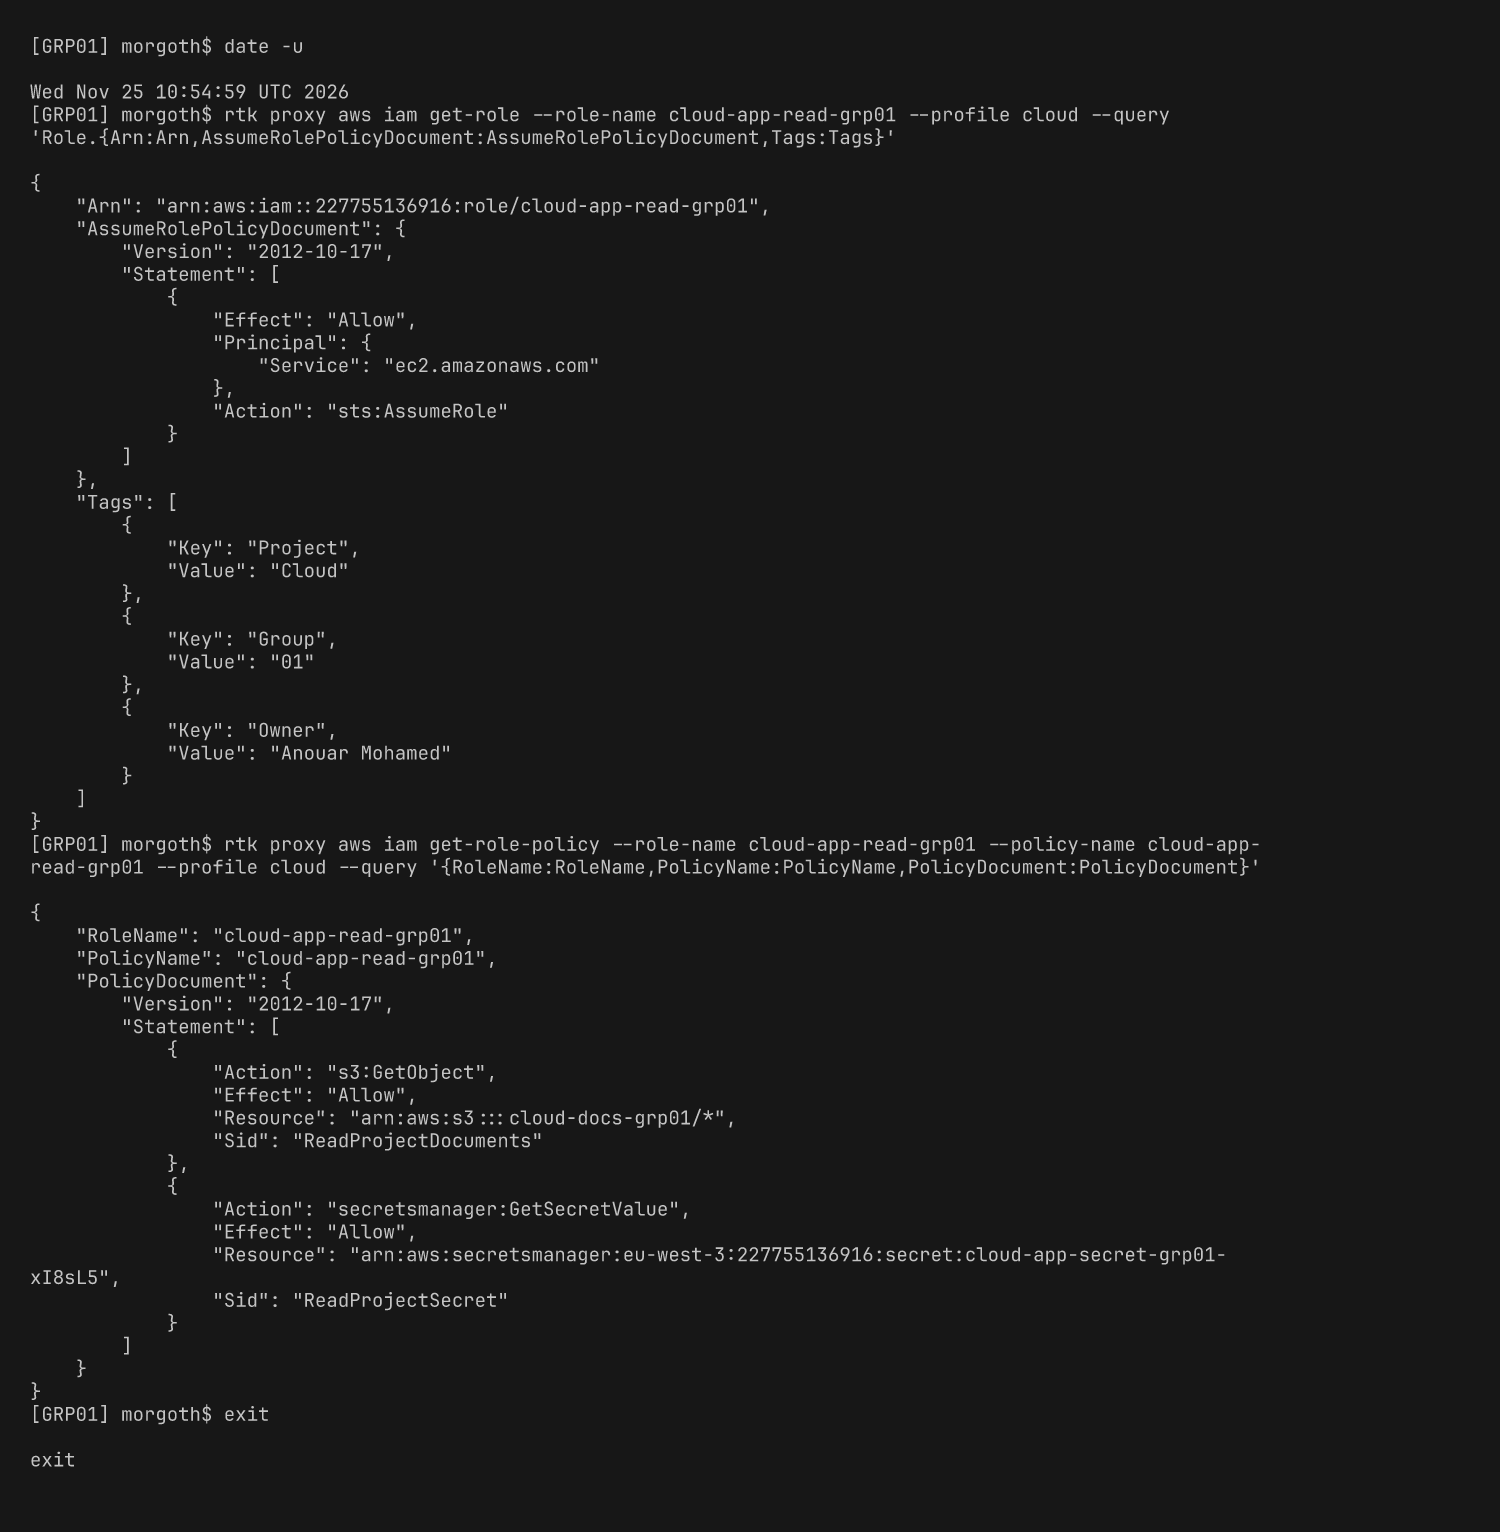 [GRP01] morgoth$ date -u
Wed Nov 25 10:54:59 UTC 2026
[GRP01] morgoth$ rtk proxy aws iam get-role --role-name cloud-app-read-grp01 --profile cloud --query
'Role.{Arn:Arn,AssumeRolePolicyDocument:AssumeRolePolicyDocument,Tags:Tags}'
{
    "Arn": "arn:aws:iam::227755136916:role/cloud-app-read-grp01",
    "AssumeRolePolicyDocument": {
        "Version": "2012-10-17",
        "Statement": [
            {
                "Effect": "Allow",
                "Principal": {
                    "Service": "ec2.amazonaws.com"
                },
                "Action": "sts:AssumeRole"
            }
        ]
    },
    "Tags": [
        {
            "Key": "Project",
            "Value": "Cloud"
        },
        {
            "Key": "Group",
            "Value": "01"
        },
        {
            "Key": "Owner",
            "Value": "Anouar Mohamed"
        }
    ]
}
[GRP01] morgoth$ rtk proxy aws iam get-role-policy --role-name cloud-app-read-grp01 --policy-name cloud-app-
read-grp01 --profile cloud --query '{RoleName:RoleName,PolicyName:PolicyName,PolicyDocument:PolicyDocument}'
{
    "RoleName": "cloud-app-read-grp01",
    "PolicyName": "cloud-app-read-grp01",
    "PolicyDocument": {
        "Version": "2012-10-17",
        "Statement": [
            {
                "Action": "s3:GetObject",
                "Effect": "Allow",
                "Resource": "arn:aws:s3:::cloud-docs-grp01/*",
                "Sid": "ReadProjectDocuments"
            },
            {
                "Action": "secretsmanager:GetSecretValue",
                "Effect": "Allow",
                "Resource": "arn:aws:secretsmanager:eu-west-3:227755136916:secret:cloud-app-secret-grp01-
xI8sL5",
                "Sid": "ReadProjectSecret"
            }
        ]
    }
}
[GRP01] morgoth$ exit
exit